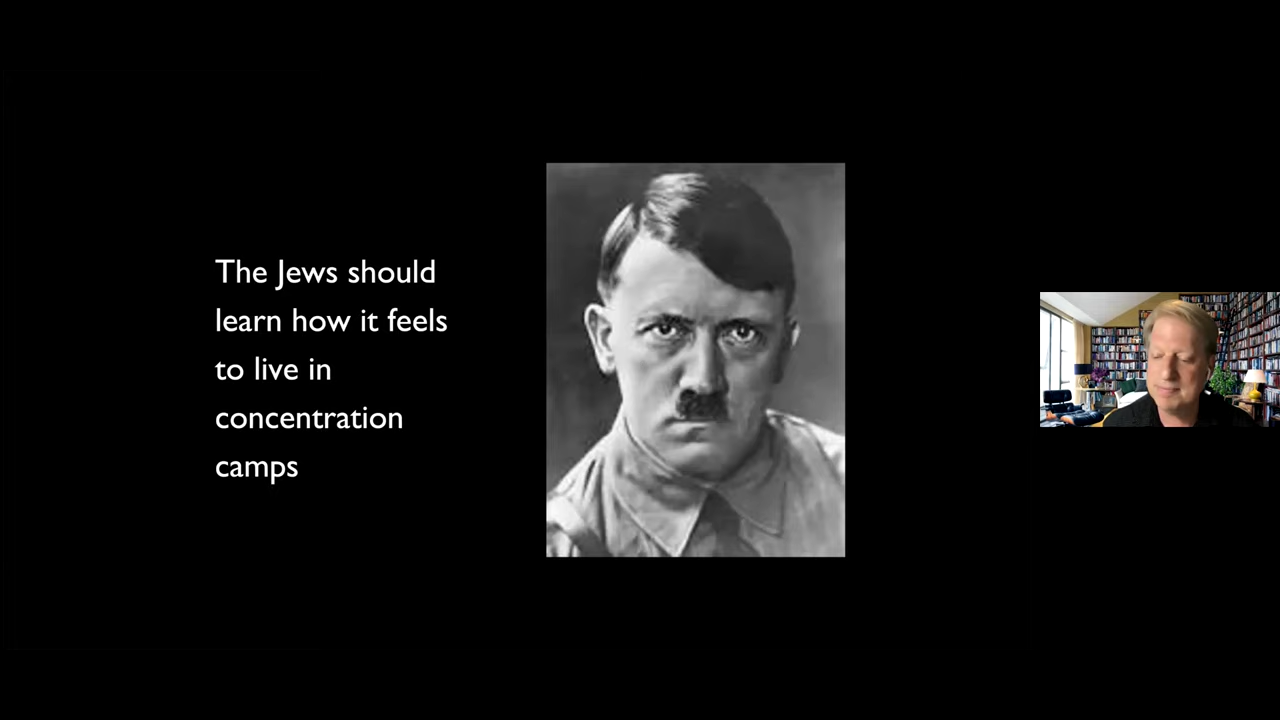 The Jews should
learn how it feels
to live in
concentration
camps